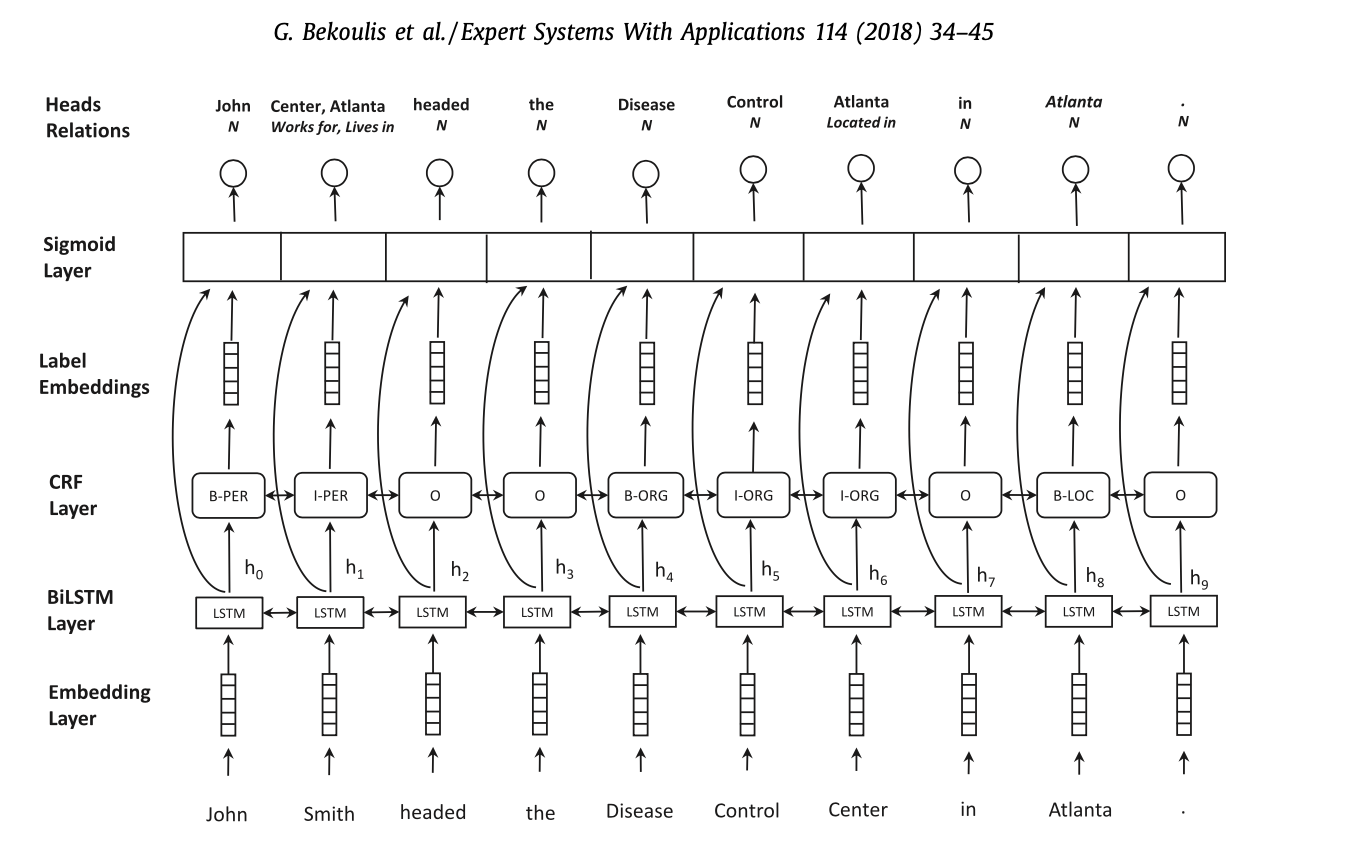 G. Bekoulis et al. / Expert Systems With Applications 114 (2018) 34–45
Heads John Center, Atlanta headed the Disease Control Atlanta in Atlanta .
Relations N Works for, Lives in N N N N Located in N N N
Sigmoid
Layer
Label
Embeddings
CRF
Layer
B-PER I-PER O O B-ORG I-ORG I-ORG O B-LOC O
h0 h1 h2 h3 h4 h5 h6 h7 h8 h9
BiLSTM
Layer
LSTM LSTM LSTM LSTM LSTM LSTM LSTM LSTM LSTM LSTM
Embedding
Layer
John Smith headed the Disease Control Center in Atlanta .